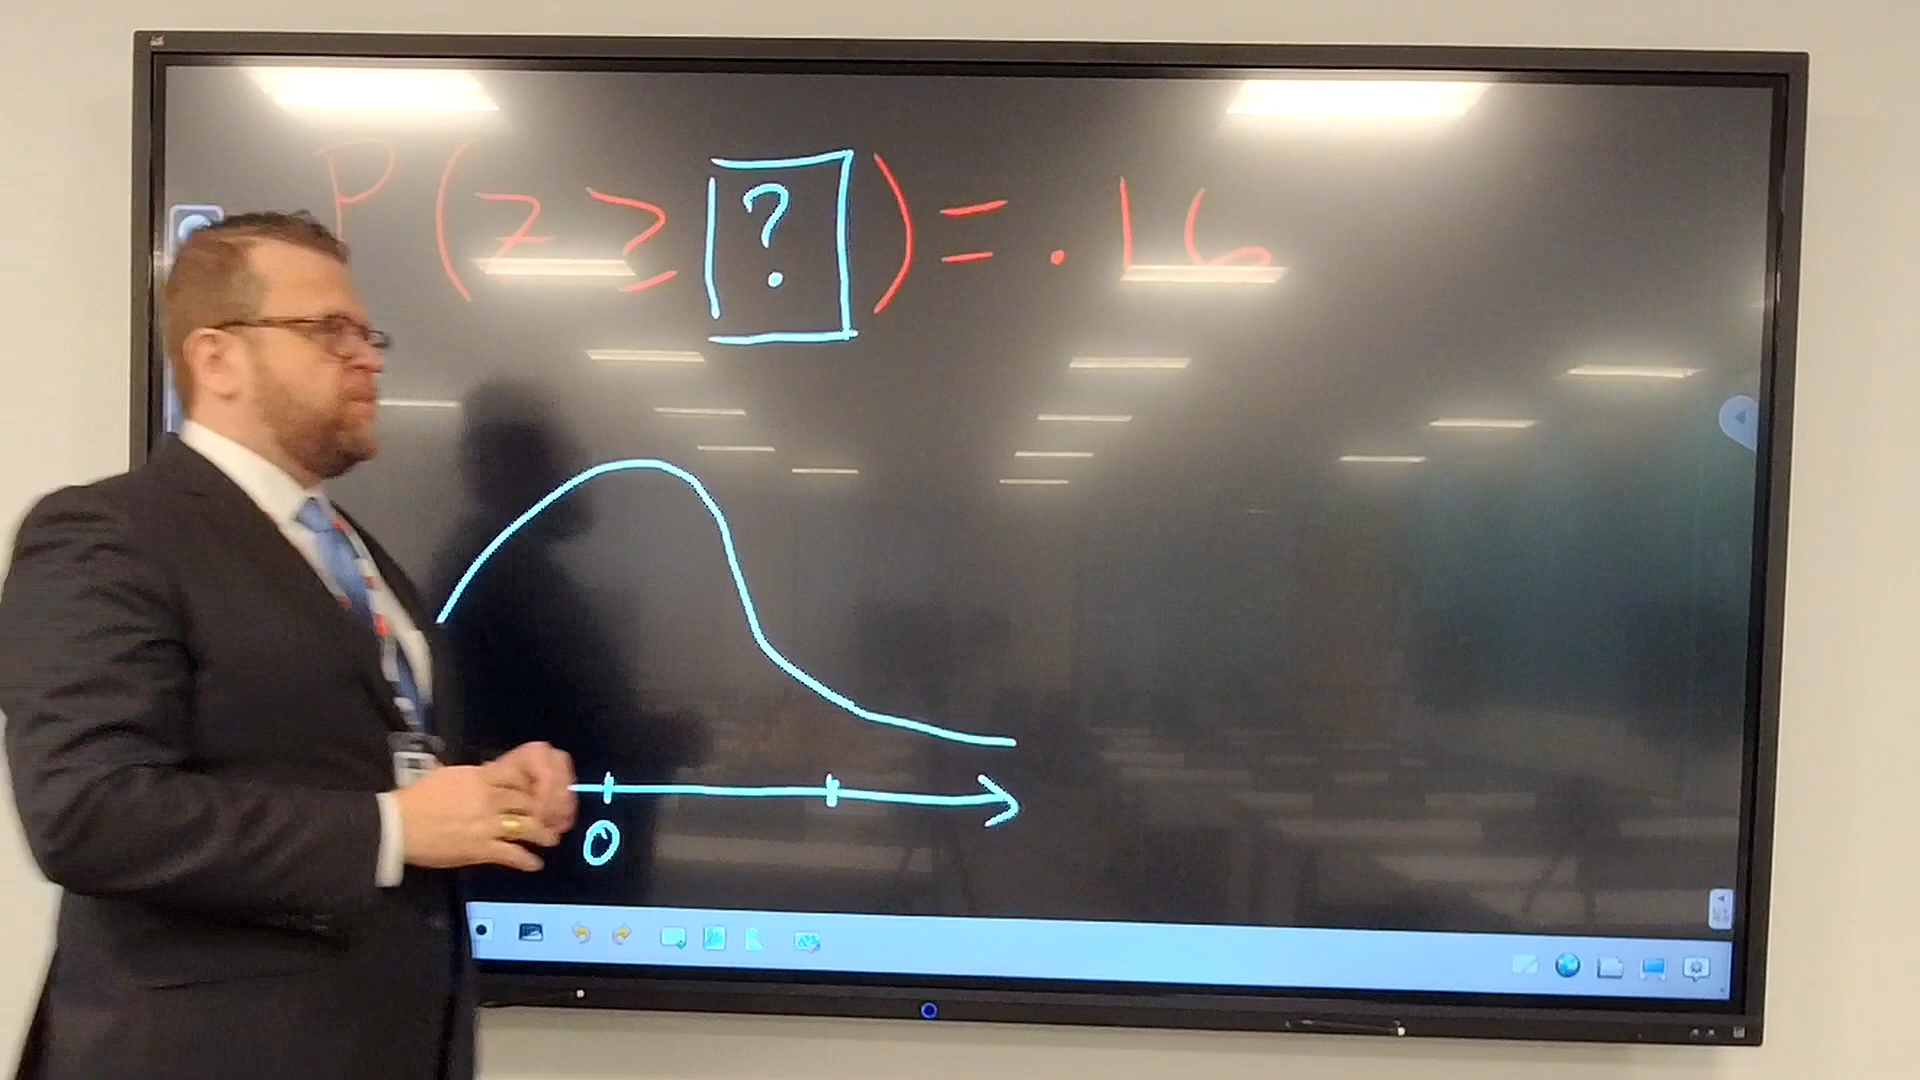 P(z ≥ ?) = .16
0